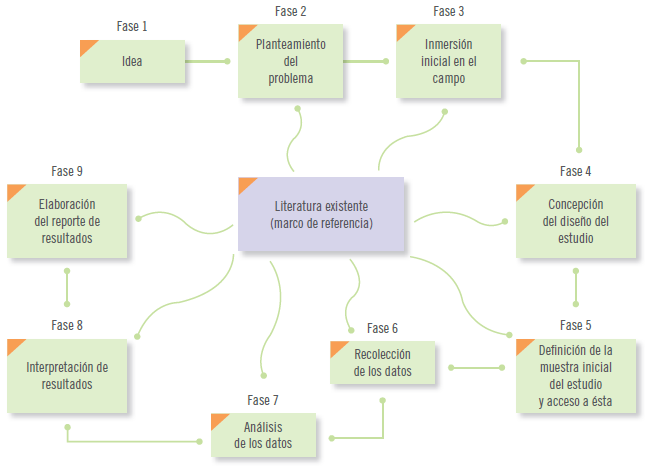 Fase 1
Idea
Fase 2
Planteamiento
del
problema
Fase 3
Inmersión
inicial en el
campo
Fase 4
Concepción
del diseño del
estudio
Fase 5
Definición de la
muestra inicial
del estudio
y acceso a ésta
Fase 6
Recolección
de los datos
Fase 7
Análisis
de los datos
Fase 8
Interpretación de
resultados
Fase 9
Elaboración
del reporte de
resultados
Literatura existente
(marco de referencia)